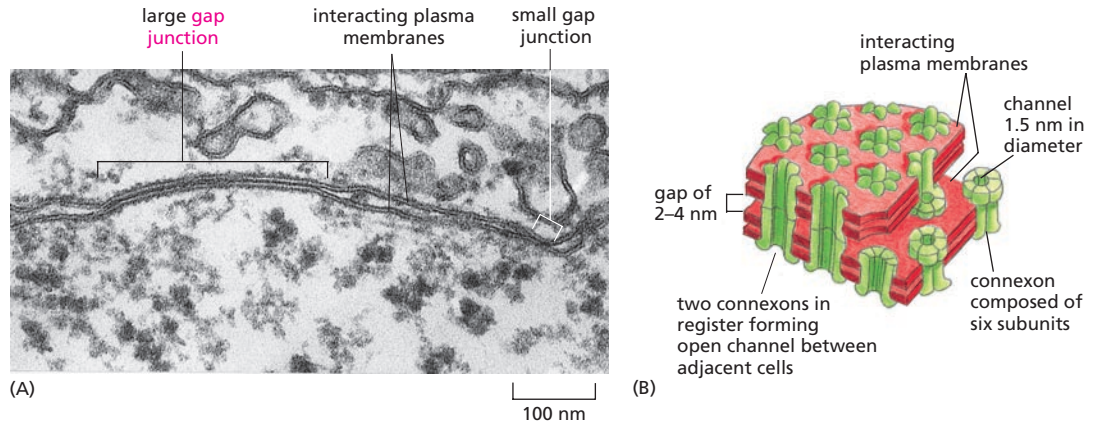 large gap
junction
interacting plasma
membranes
small gap
junction
(A)
100 nm
interacting
plasma membranes
channel
1.5 nm in
diameter
gap of
2–4 nm
two connexons in
register forming
open channel between
adjacent cells
connexon
composed of
six subunits
(B)